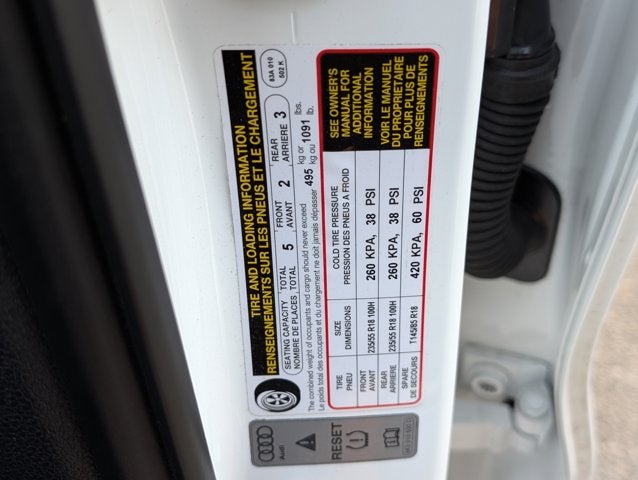 TIRE AND LOADING INFORMATION
RENSEIGNEMENTS SUR LES PNEUS ET LE CHARGEMENT
83A 010
502 K
SEATING CAPACITY TOTAL 5 FRONT 2 REAR 3
NOMBRE DE PLACES TOTAL AVANT ARRIERE
The combined weight of occupants and cargo should never exceed 495 kg or 1091 lbs.
Le poids total des occupants et du chargement ne doit jamais dépasser kg ou lb.
TIRE
PNEU
SIZE
DIMENSIONS
COLD TIRE PRESSURE
PRESSION DES PNEUS A FROID
SEE OWNER'S
MANUAL FOR
ADDITIONAL
INFORMATION
FRONT
AVANT
235/55 R18 100H
260 KPA, 38 PSI
REAR
ARRIERE
235/55 R18 100H
260 KPA, 38 PSI
VOIR LE MANUEL
DU PROPRIETAIRE
POUR PLUS DE
RENSEIGNEMENTS
SPARE
DE SECOURS
T145/85 R18
420 KPA, 60 PSI
Audi
RESET